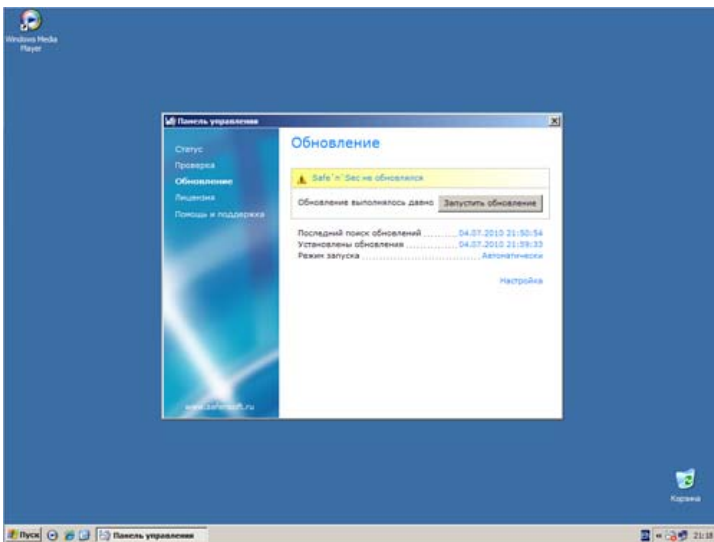 Windows Media
Player
Панель управления
Статус
Проверка
Обновление
Лицензия
Помощь и поддержка
www.safensoft.ru
Обновление
Safe`n`Sec не обновлялся
Обновление выполнялось давно
Запустить обновление
Последний поиск обновлений 04.07.2010 21:50:54
Установлены обновления 04.07.2010 21:39:33
Режим запуска Автоматически
Настройка
Корзина
Пуск
Панель управления
21:18